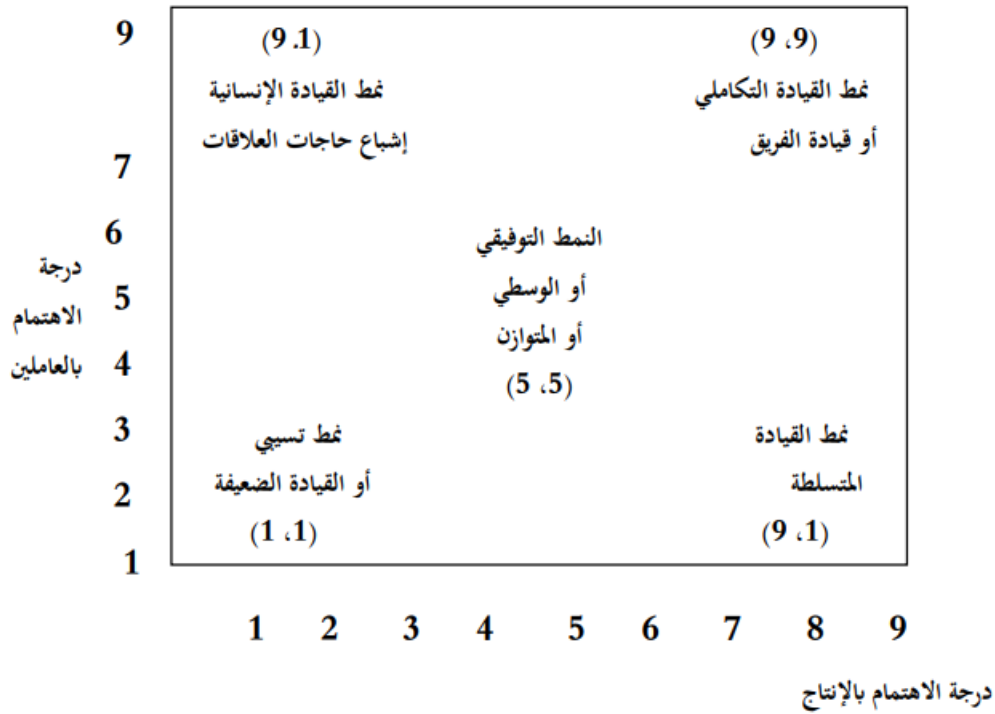 9
(9 .1)
نمط القيادة الإنسانية
إشباع حاجات العلاقات
(9 ،9)
نمط القيادة التكاملي
أو قيادة الفريق
7
6
5
4
3
2
1
درجة
الاهتمام
بالعاملين
النمط التوفيقي
أو الوسطي
أو المتوازن
(5 ،5)
نمط تسيبي
أو القيادة الضعيفة
(1 ،1)
نمط القيادة
المتسلطة
(9 ،1)
1 2 3 4 5 6 7 8 9
درجة الاهتمام بالإنتاج